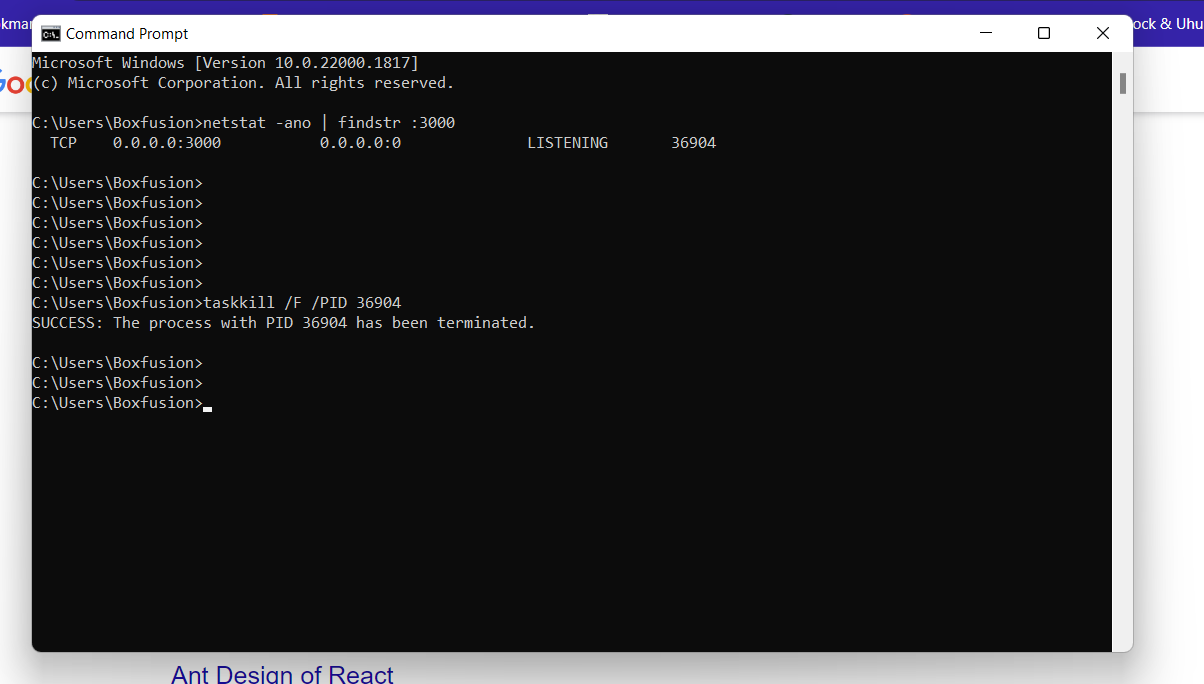 Command Prompt
ock & Uhu
Microsoft Windows [Version 10.0.22000.1817]
(c) Microsoft Corporation. All rights reserved.
C:\Users\Boxfusion>netstat -ano | findstr :3000
TCP    0.0.0.0:3000           0.0.0.0:0              LISTENING       36904
C:\Users\Boxfusion>
C:\Users\Boxfusion>
C:\Users\Boxfusion>
C:\Users\Boxfusion>
C:\Users\Boxfusion>
C:\Users\Boxfusion>
C:\Users\Boxfusion>taskkill /F /PID 36904
SUCCESS: The process with PID 36904 has been terminated.
C:\Users\Boxfusion>
C:\Users\Boxfusion>
C:\Users\Boxfusion>
Ant Design of React